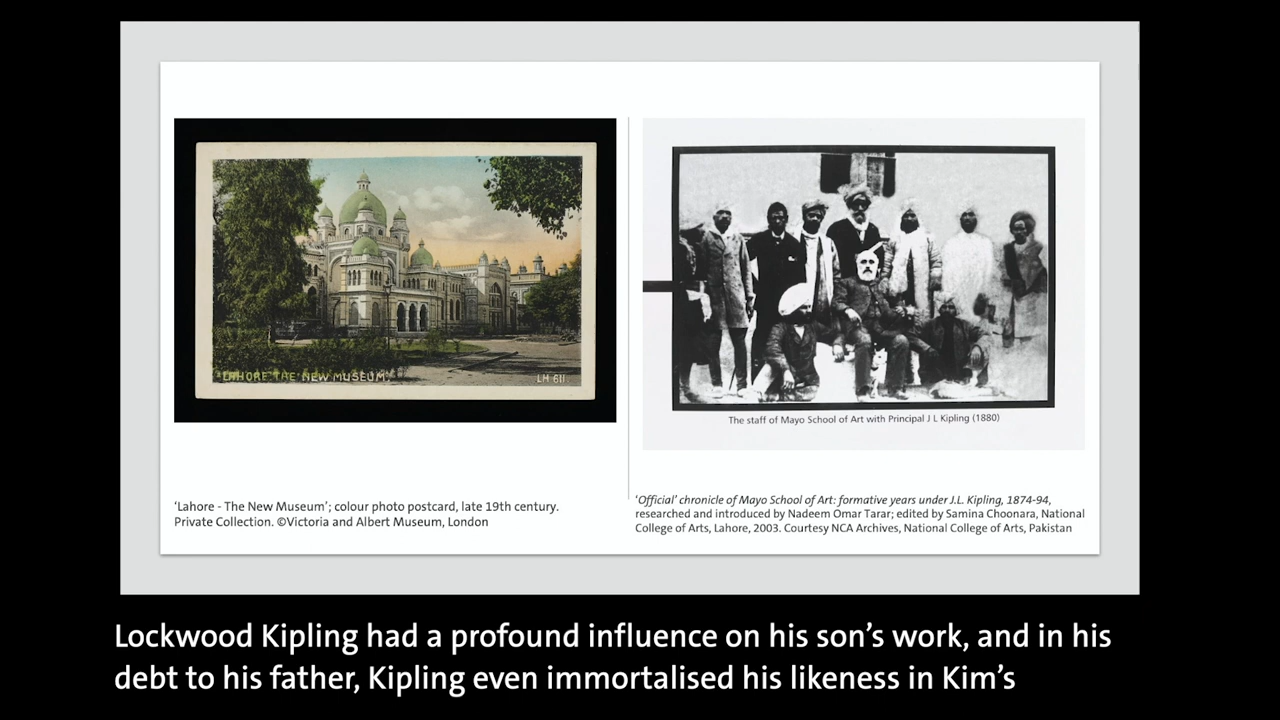 LAHORE. THE NEW MUSEUM.
LH 611.
The staff of Mayo School of Art with Principal J L Kipling (1880)
‘Lahore - The New Museum’; colour photo postcard, late 19th century.
Private Collection. ©Victoria and Albert Museum, London
‘Official’ chronicle of Mayo School of Art: formative years under J.L. Kipling, 1874-94,
researched and introduced by Nadeem Omar Tarar; edited by Samina Choonara, National
College of Arts, Lahore, 2003. Courtesy NCA Archives, National College of Arts, Pakistan
Lockwood Kipling had a profound influence on his son’s work, and in his
debt to his father, Kipling even immortalised his likeness in Kim’s